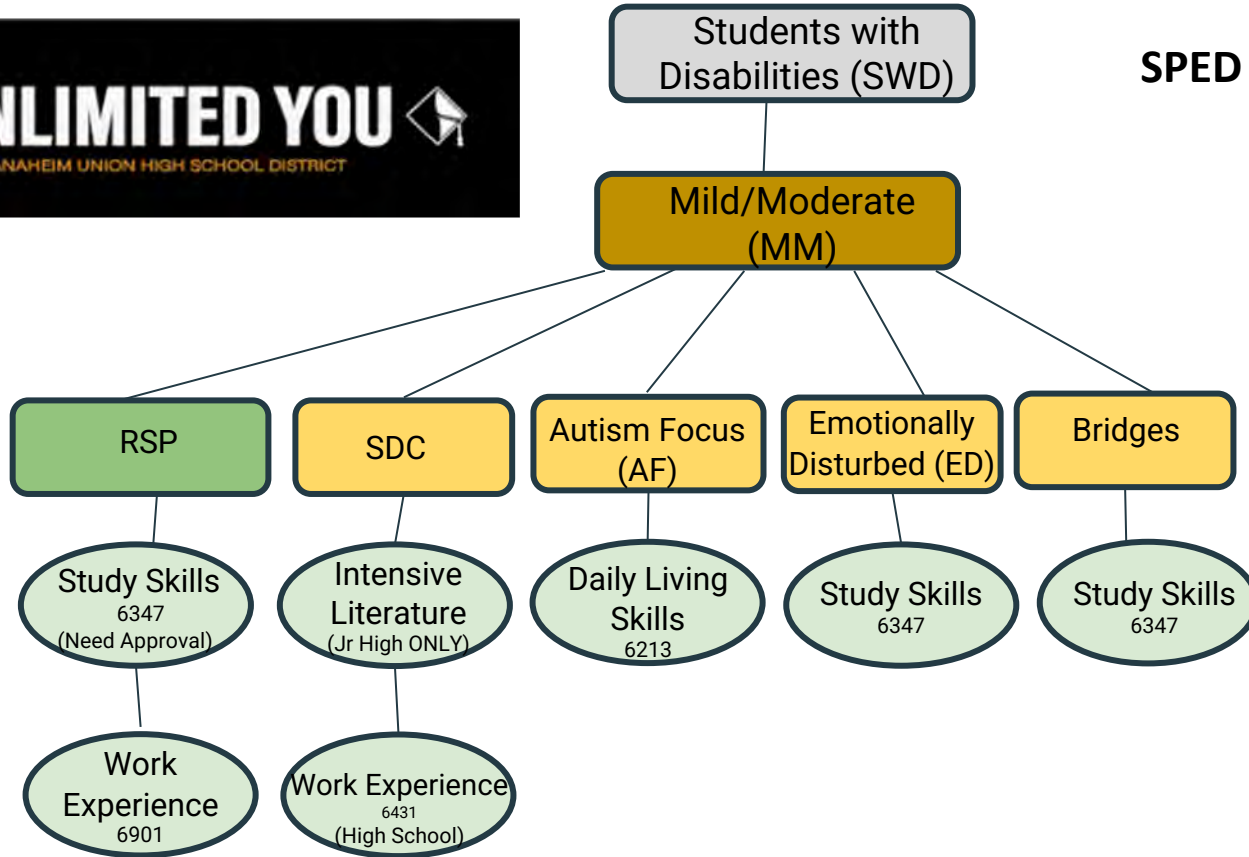 NLIMITED YOU
ANAHEIM UNION HIGH SCHOOL DISTRICT
Students with
Disabilities (SWD)
SPED
Mild/Moderate
(MM)
RSP
SDC
Autism Focus
(AF)
Emotionally
Disturbed (ED)
Bridges
Study Skills
6347
(Need Approval)
Intensive
Literature
(Jr High ONLY)
Daily Living
Skills
6213
Study Skills
6347
Study Skills
6347
Work
Experience
6901
Work Experience
6431
(High School)